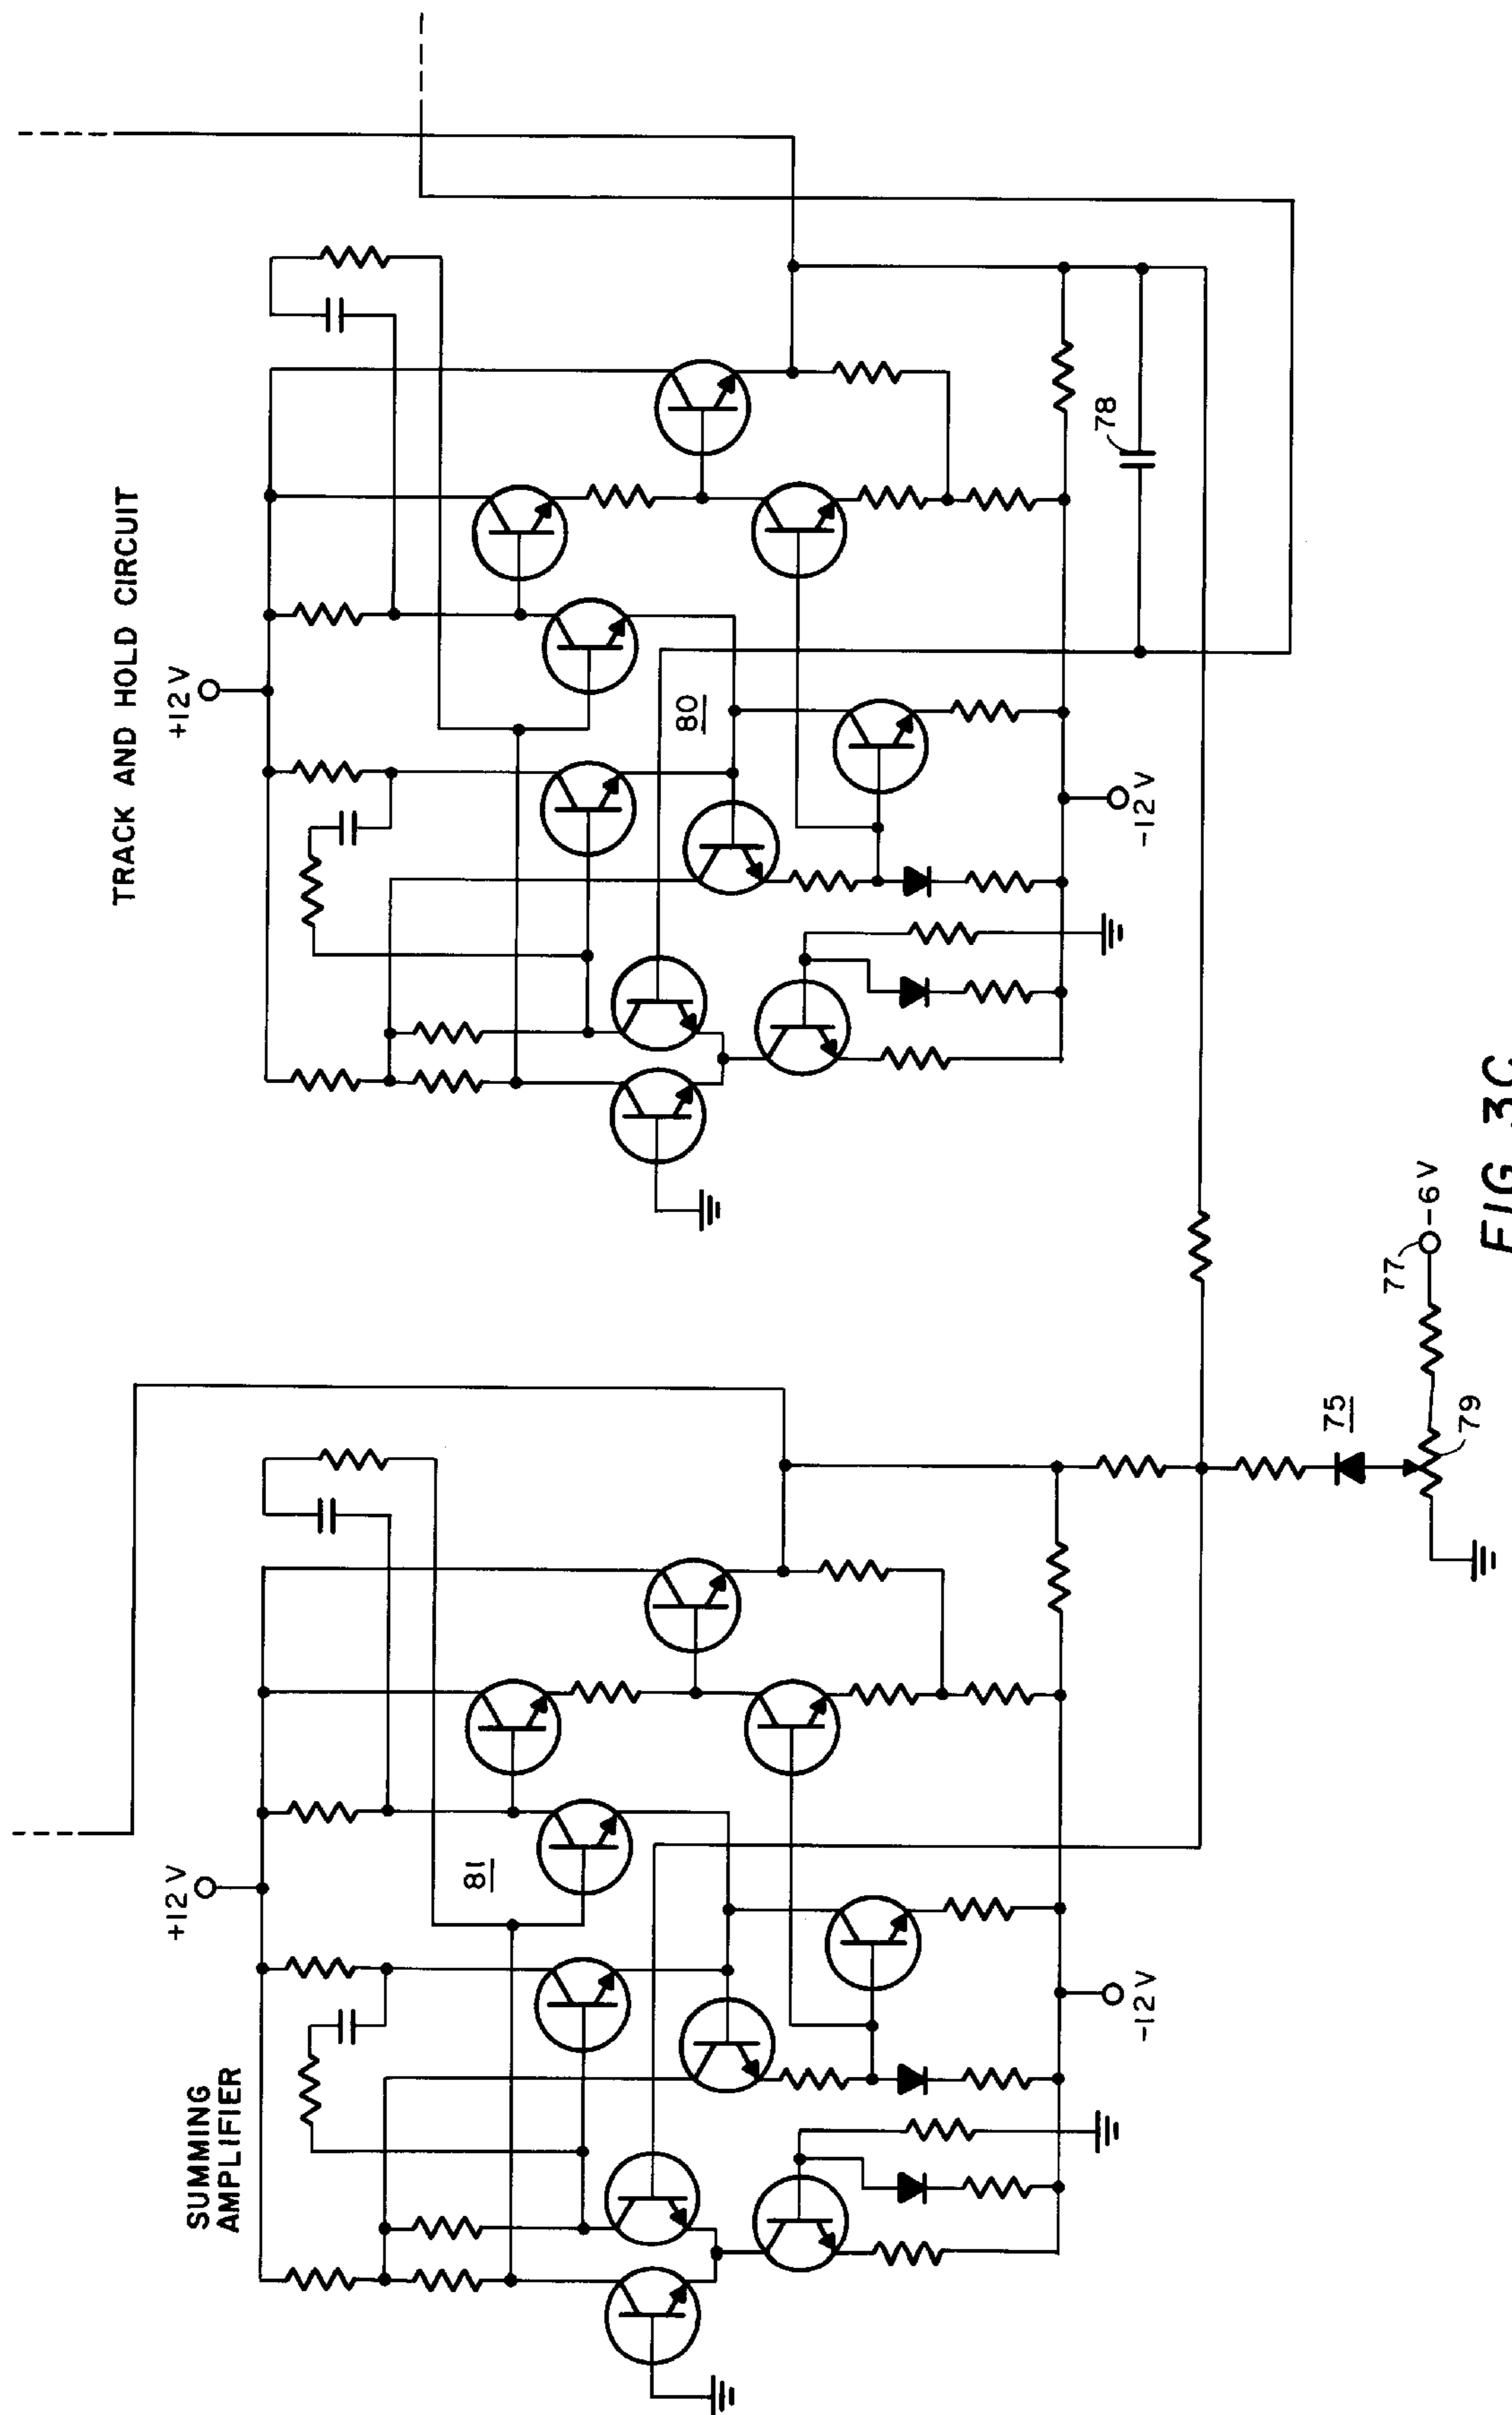 TRACK AND HOLD CIRCUIT
+12 V
80
78
-12 V
SUMMING
AMPLIFIER
+12 V
81
-12 V
75
77
-6 V
79
FIG. 3C